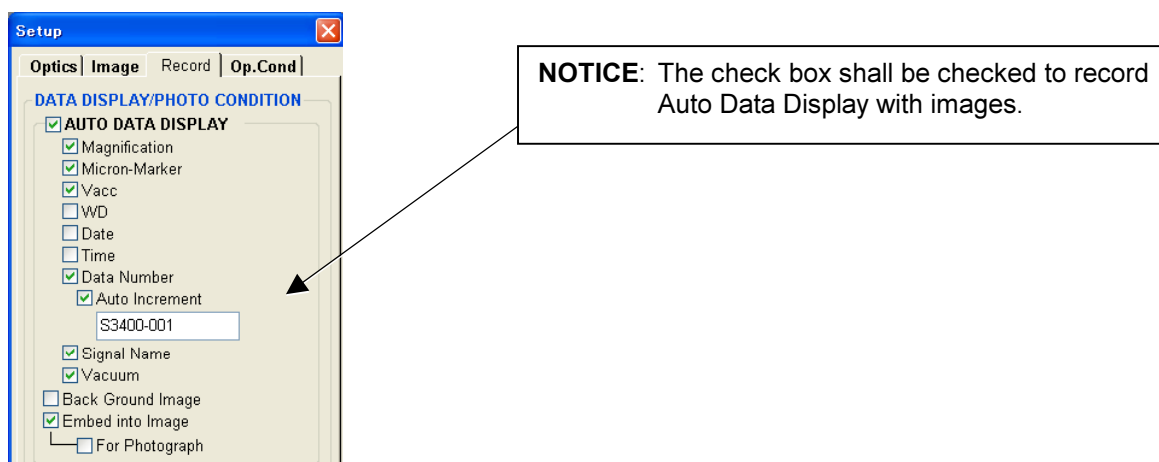 Setup
Optics Image Record Op.Cond
DATA DISPLAY/PHOTO CONDITION
AUTO DATA DISPLAY
Magnification
Micron-Marker
Vacc
WD
Date
Time
Data Number
Auto Increment
S3400-001
Signal Name
Vacuum
Back Ground Image
Embed into Image
For Photograph
NOTICE: The check box shall be checked to record
Auto Data Display with images.